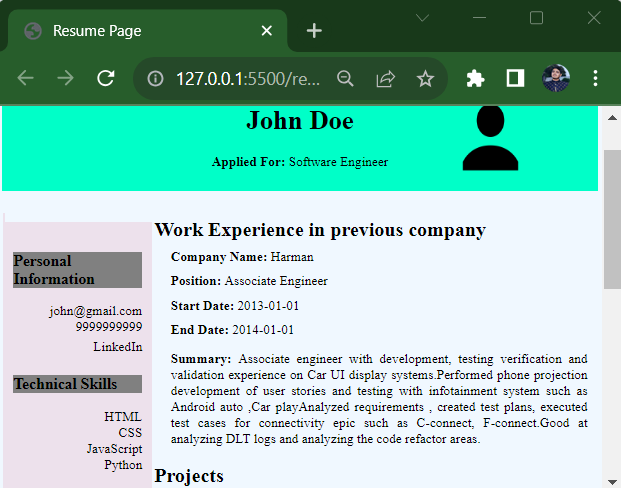 Resume Page
127.0.0.1:5500/re...
John Doe
Applied For: Software Engineer
Personal
Information
john@gmail.com
9999999999
LinkedIn
Technical Skills
HTML
CSS
JavaScript
Python
Work Experience in previous company
Company Name: Harman
Position: Associate Engineer
Start Date: 2013-01-01
End Date: 2014-01-01
Summary: Associate engineer with development, testing verification and
validation experience on Car UI display systems.Performed phone projection
development of user stories and testing with infotainment system such as
Android auto ,Car playAnalyzed requirements , created test plans, executed
test cases for connectivity epic such as C-connect, F-connect.Good at
analyzing DLT logs and analyzing the code refactor areas.
Projects